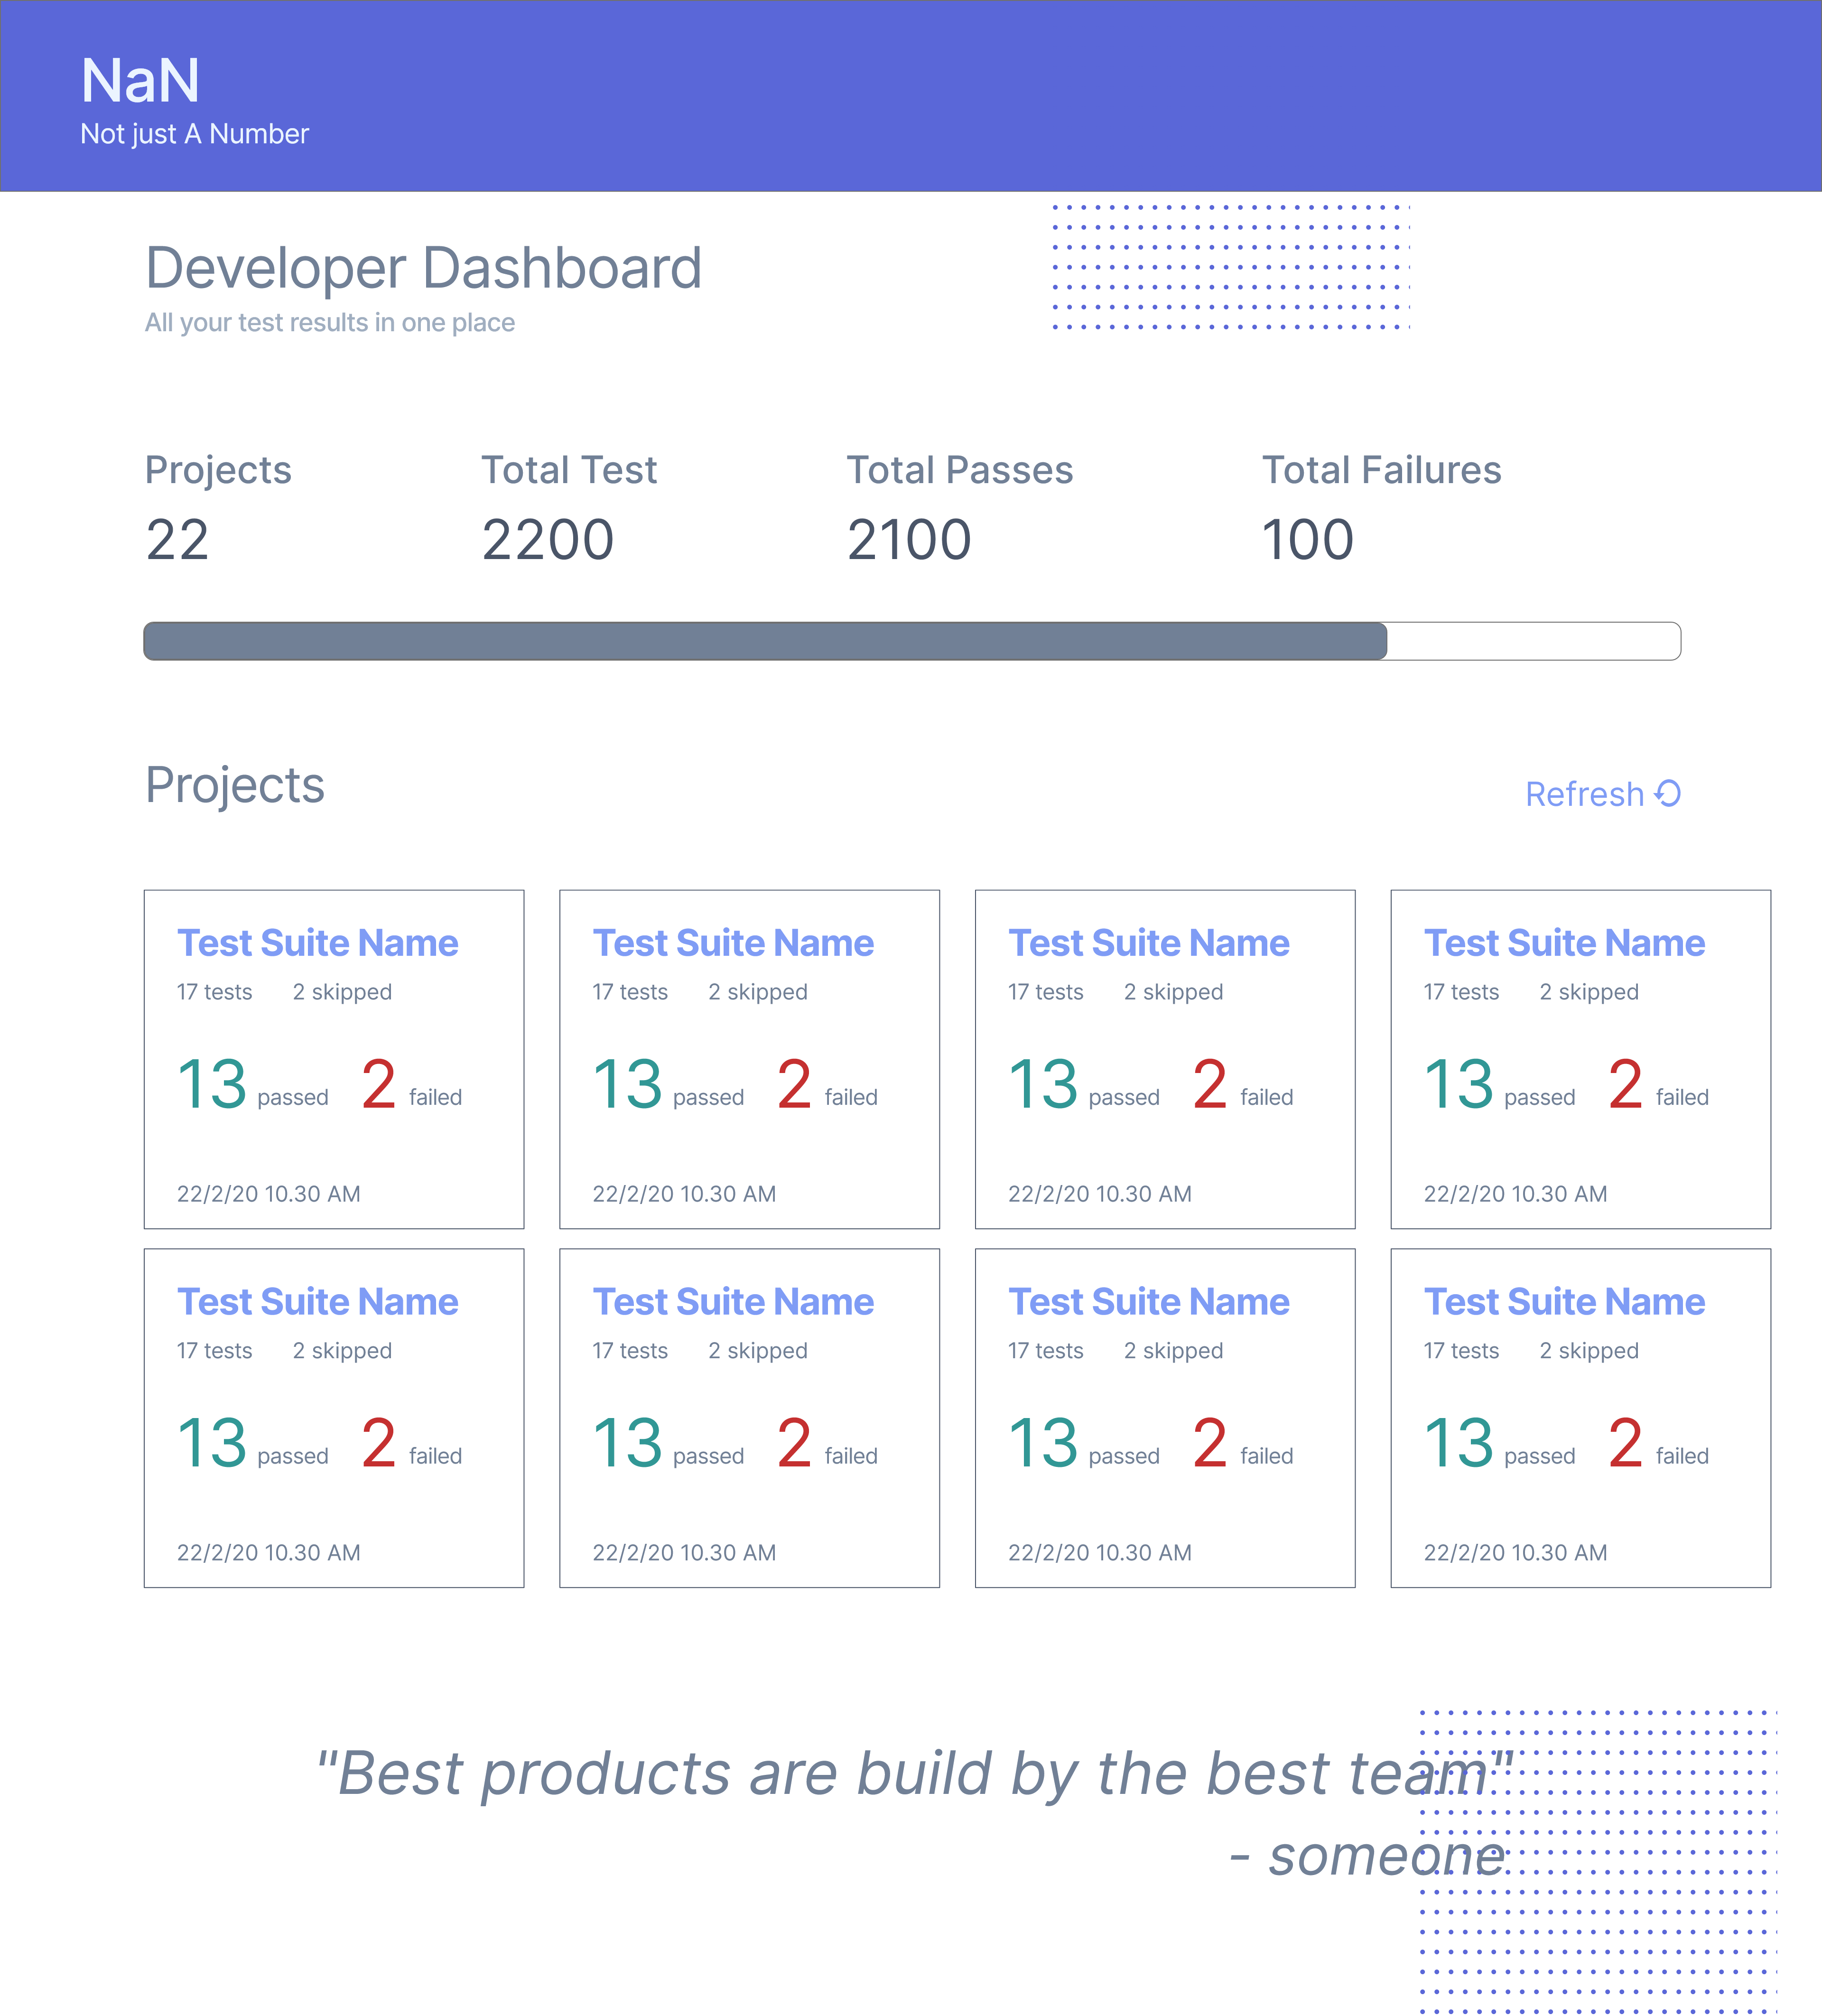 NaN
Not just A Number
Developer Dashboard
All your test results in one place
Projects Total Test Total Passes Total Failures
22 2200 2100 100
Projects Refresh
Test Suite Name Test Suite Name Test Suite Name Test Suite Name
17 tests 2 skipped 17 tests 2 skipped 17 tests 2 skipped 17 tests 2 skipped
13 passed 2 failed 13 passed 2 failed 13 passed 2 failed 13 passed 2 failed
22/2/20 10.30 AM 22/2/20 10.30 AM 22/2/20 10.30 AM 22/2/20 10.30 AM
Test Suite Name Test Suite Name Test Suite Name Test Suite Name
17 tests 2 skipped 17 tests 2 skipped 17 tests 2 skipped 17 tests 2 skipped
13 passed 2 failed 13 passed 2 failed 13 passed 2 failed 13 passed 2 failed
22/2/20 10.30 AM 22/2/20 10.30 AM 22/2/20 10.30 AM 22/2/20 10.30 AM
"Best products are build by the best team"
- someone